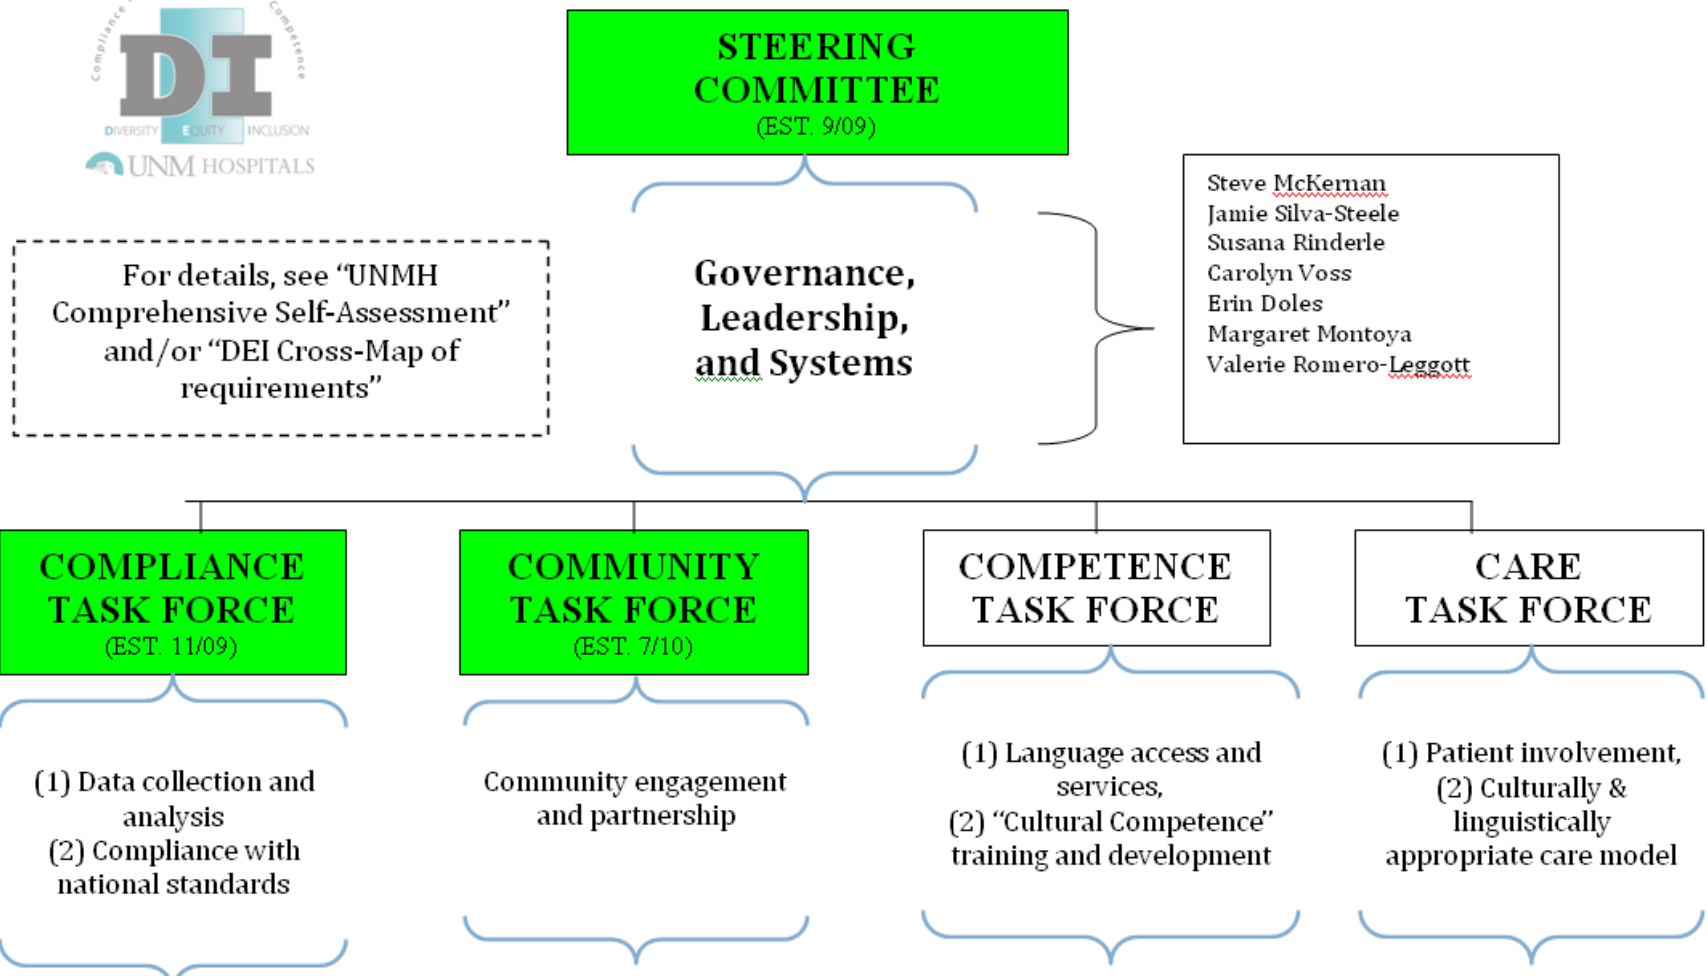 Compliance
Competence
DEI
DIVERSITY EQUITY INCLUSION
UNM HOSPITALS
STEERING
COMMITTEE
(EST. 9/09)
For details, see “UNMH
Comprehensive Self-Assessment”
and/or “DEI Cross-Map of
requirements”
Governance,
Leadership,
and Systems
Steve McKernan
Jamie Silva-Steele
Susana Rinderle
Carolyn Voss
Erin Doles
Margaret Montoya
Valerie Romero-Leggott
COMPLIANCE
TASK FORCE
(EST. 11/09)
(1) Data collection and
analysis
(2) Compliance with
national standards
COMMUNITY
TASK FORCE
(EST. 7/10)
Community engagement
and partnership
COMPETENCE
TASK FORCE
(1) Language access and
services,
(2) “Cultural Competence”
training and development
CARE
TASK FORCE
(1) Patient involvement,
(2) Culturally &
linguistically
appropriate care model